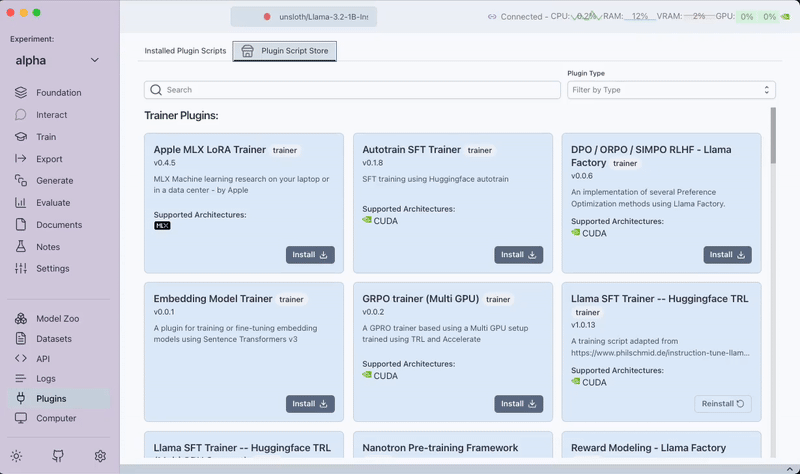 unsloth/Llama-3.2-1B-Ins
Connected - CPU: 0.2% RAM: 12% VRAM: 2% GPU: 0% 0%
Experiment:
alpha
Foundation
Interact
Train
Export
Generate
Evaluate
Documents
Notes
Settings
Model Zoo
Datasets
API
Logs
Plugins
Computer
Installed Plugin Scripts
Plugin Script Store
Search
Plugin Type
Filter by Type
Trainer Plugins:
Apple MLX LoRA Trainer trainer
v0.4.5
MLX Machine learning research on your laptop or
in a data center - by Apple
Supported Architectures:
MLX
Install
Autotrain SFT Trainer trainer
v0.1.8
SFT training using Huggingface autotrain
Supported Architectures:
CUDA
Install
DPO / ORPO / SIMPO RLHF - Llama
Factory trainer
v0.0.6
An implementation of several Preference
Optimization methods using Llama Factory.
Supported Architectures:
CUDA
Install
Embedding Model Trainer trainer
v0.0.1
A plugin for training or fine-tuning embedding
models using Sentence Transformers v3
Install
GRPO trainer (Multi GPU) trainer
v0.0.2
A GPRO trainer based using a Multi GPU setup
trained using TRL and Accelerate
Supported Architectures:
CUDA
Install
Llama SFT Trainer -- Huggingface TRL
trainer
v1.0.13
A training script adapted from
https://www.philschmid.de/instruction-tune-llam...
Supported Architectures:
CUDA
Reinstall
Llama SFT Trainer -- Huggingface TRL
Nanotron Pre-training Framework
Reward Modeling - Llama Factory